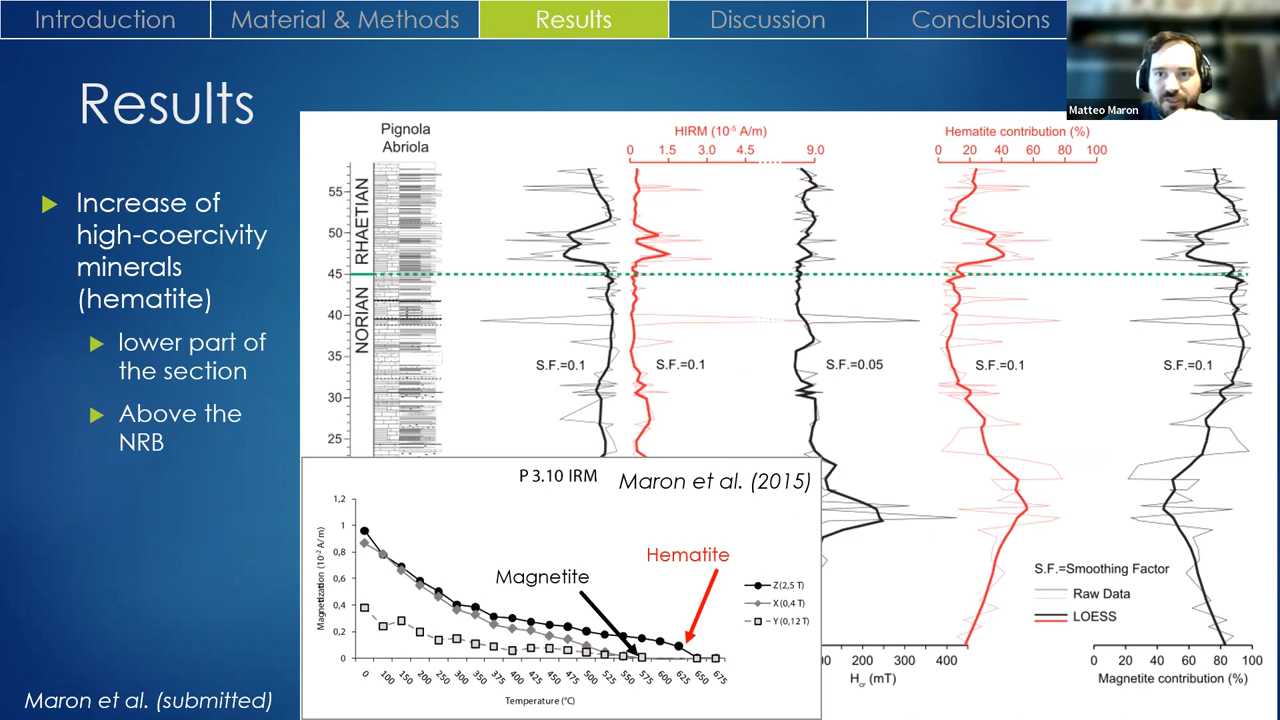 Introduction
Material & Methods
Results
Discussion
Conclusions
Matteo Maron
Results
Increase of
high-coercivity
minerals
(hematite)
lower part of
the section
Above the
NRB
Maron et al. (submitted)
Pignola
Abriola
HIRM (10⁻⁵ A/m)
0 1.5 3.0 4.5 9.0
Hematite contribution (%)
0 20 40 60 80 100
RHAETIAN
NORIAN
55
50
45
40
35
30
25
S.F.=0.1
S.F.=0.1
S.F.=0.05
S.F.=0.1
S.F.=0.1
P 3.10 IRM
Maron et al. (2015)
Magnetization (10⁻² A/m)
1,2
1
0,8
0,6
0,4
0,2
0
Magnetite
Hematite
Z (2,5 T)
X (0,4 T)
Y (0,12 T)
0 100 150 200 250 300 350 375 400 425 450 475 500 525 550 575 600 625 650 675
Temperature (°C)
S.F.=Smoothing Factor
Raw Data
LOESS
100 200 300 400
Hcr (mT)
0 20 40 60 80 100
Magnetite contribution (%)